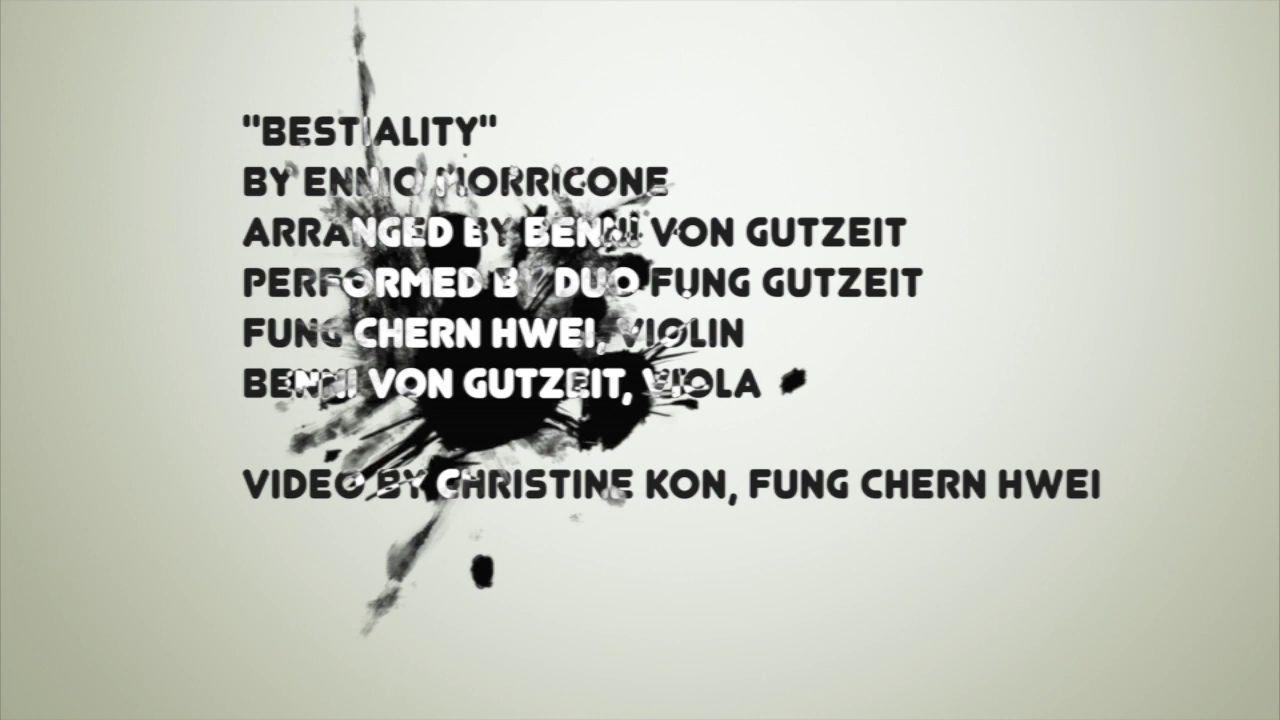 "BESTIALITY"
BY ENNIO MORRICONE
ARRANGED BY BENNI VON GUTZEIT
PERFORMED BY DUO FUNG GUTZEIT
FUNG CHERN HWEI, VIOLIN
BENNI VON GUTZEIT, VIOLA
VIDEO BY CHRISTINE KON, FUNG CHERN HWEI